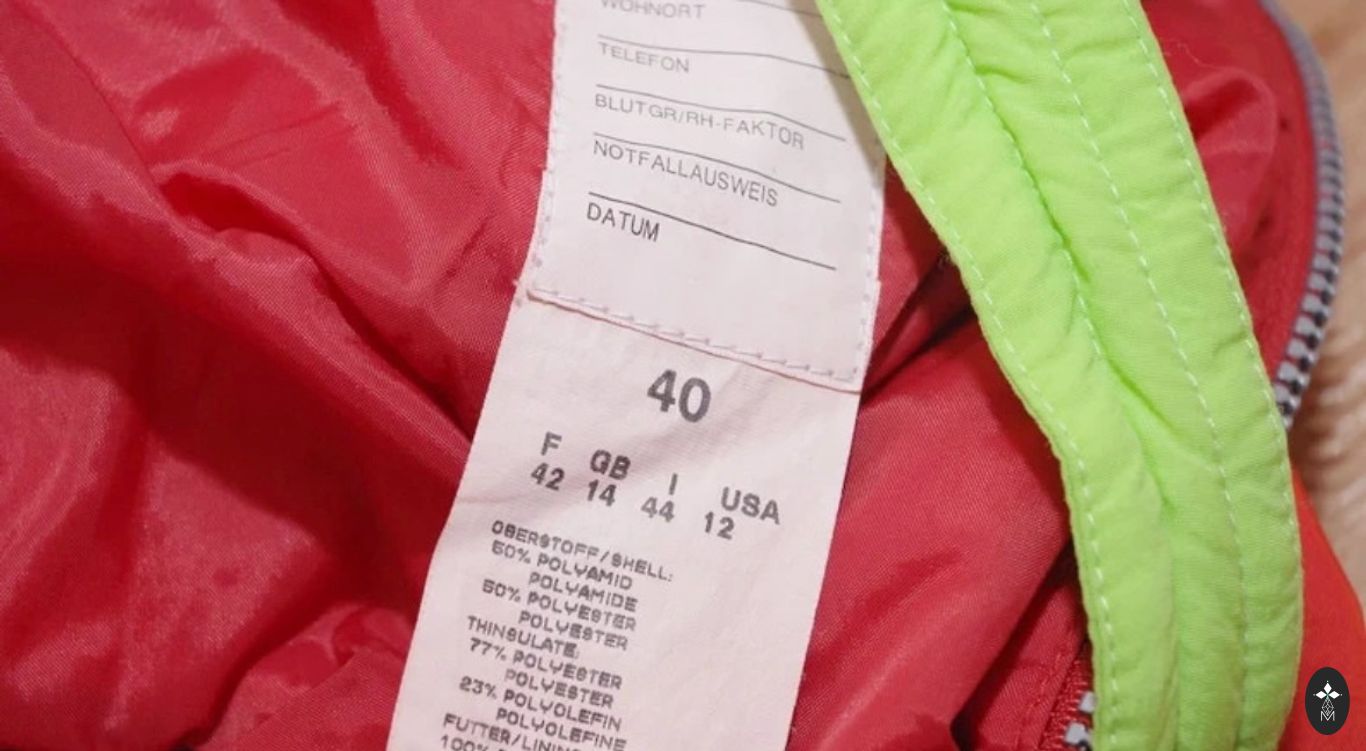 WOHNORT
TELEFON
BLUTGR/RH-FAKTOR
NOTFALLAUSWEIS
DATUM
40
F GB I USA
42 14 44 12
OBERSTOFF/SHELL:
50% POLYAMID
POLYAMIDE
50% POLYESTER
POLYESTER
THINSULATE:
77% POLYESTER
POLYESTER
23% POLYOLEFIN
POLYOLEFINE
FUTTER/LINING
100%
M